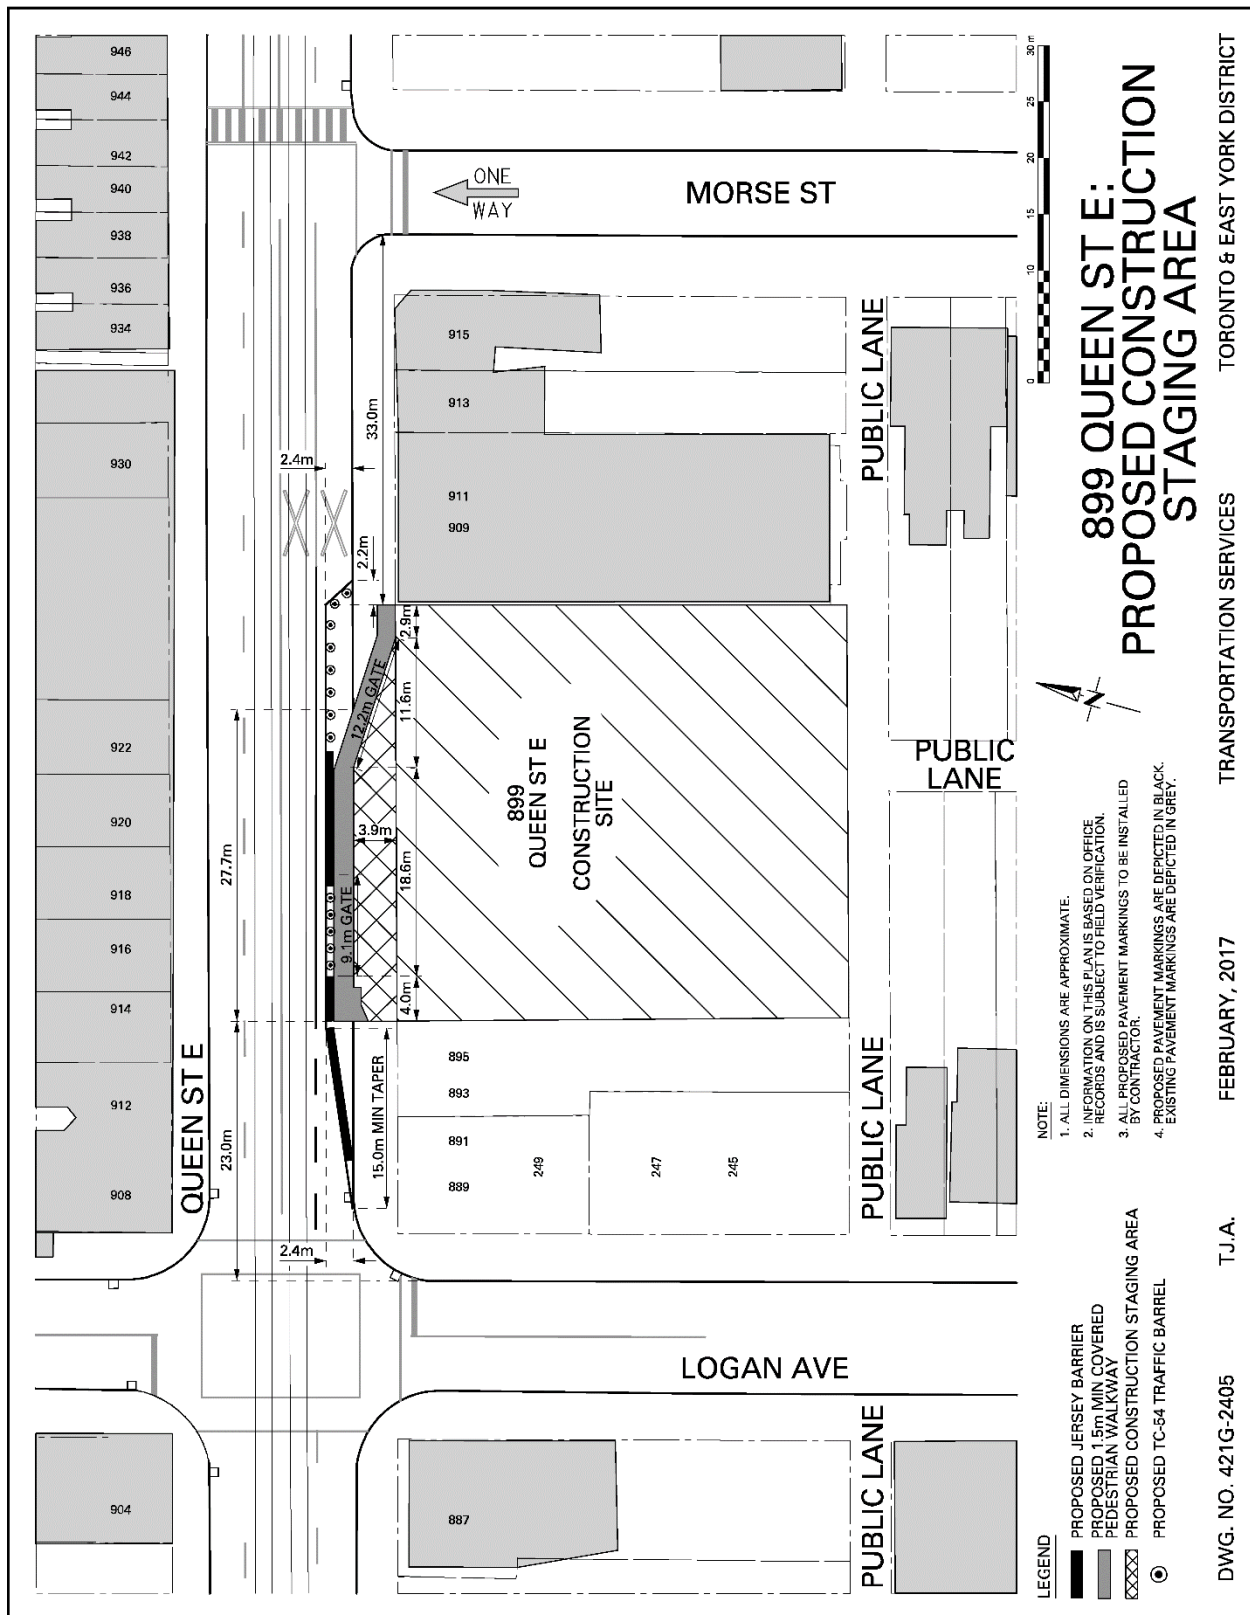 946
944
942
940
938
936
934
930
922
920
918
916
914
912
908
904
QUEEN ST E
ONE
WAY
MORSE ST
33.0m
2.4m
2.2m
2.9m
12.2m GATE
11.6m
27.7m
3.9m
18.6m
9.1m GATE
4.0m
23.0m
15.0m MIN TAPER
2.4m
915
913
911
909
899
QUEEN ST E
CONSTRUCTION
SITE
895
893
891
889
249
247
245
887
LOGAN AVE
PUBLIC LANE
PUBLIC
LANE
PUBLIC LANE
PUBLIC LANE
0
10
15
20
25
30 m
N
899 QUEEN ST E:
PROPOSED CONSTRUCTION
STAGING AREA
NOTE:
1. ALL DIMENSIONS ARE APPROXIMATE.
2. INFORMATION ON THIS PLAN IS BASED ON OFFICE
RECORDS AND IS SUBJECT TO FIELD VERIFICATION.
3. ALL PROPOSED PAVEMENT MARKINGS TO BE INSTALLED
BY CONTRACTOR.
4. PROPOSED PAVEMENT MARKINGS ARE DEPICTED IN BLACK.
EXISTING PAVEMENT MARKINGS ARE DEPICTED IN GREY.
LEGEND
PROPOSED JERSEY BARRIER
PROPOSED 1.5m MIN COVERED
PEDESTRIAN WALKWAY
PROPOSED CONSTRUCTION STAGING AREA
PROPOSED TC-54 TRAFFIC BARREL
DWG. NO. 421G-2405
T.J.A.
FEBRUARY, 2017
TRANSPORTATION SERVICES
TORONTO & EAST YORK DISTRICT